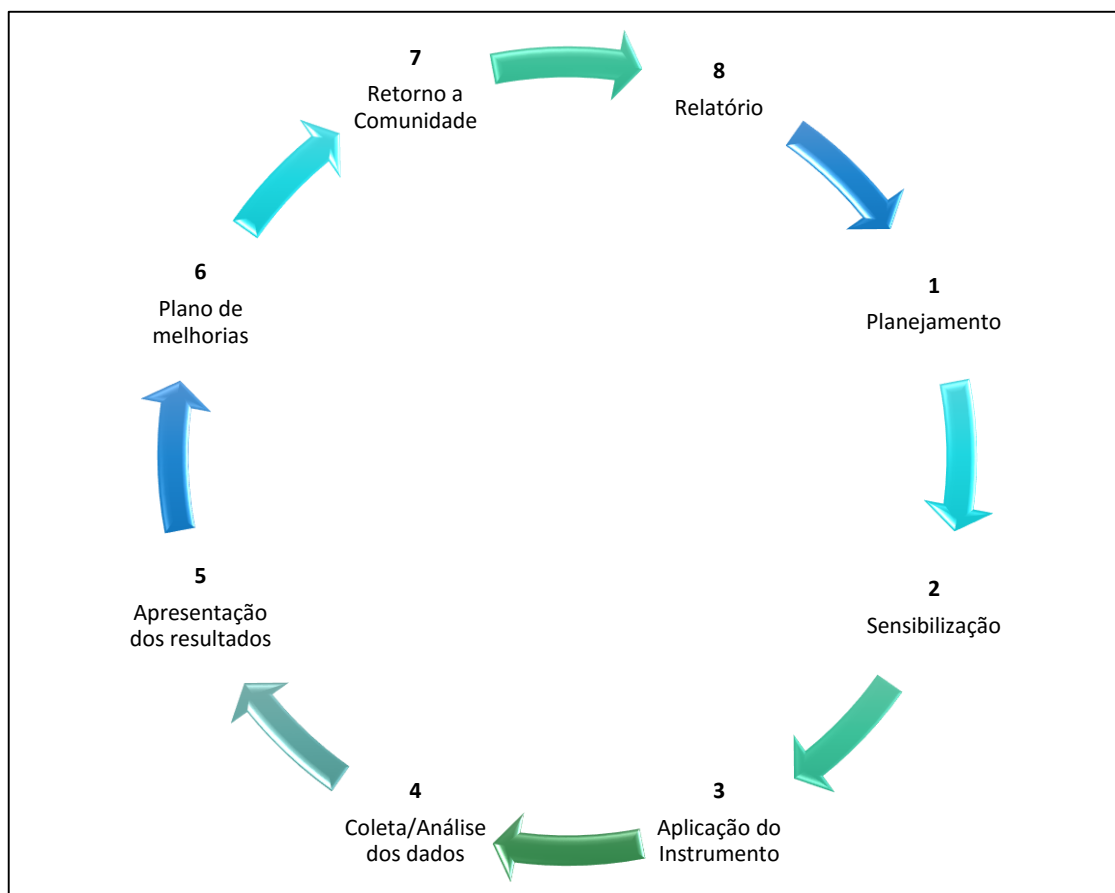 1
Planejamento
2
Sensibilização
3
Aplicação do
Instrumento
4
Coleta/Análise
dos dados
5
Apresentação
dos resultados
6
Plano de
melhorias
7
Retorno a
Comunidade
8
Relatório